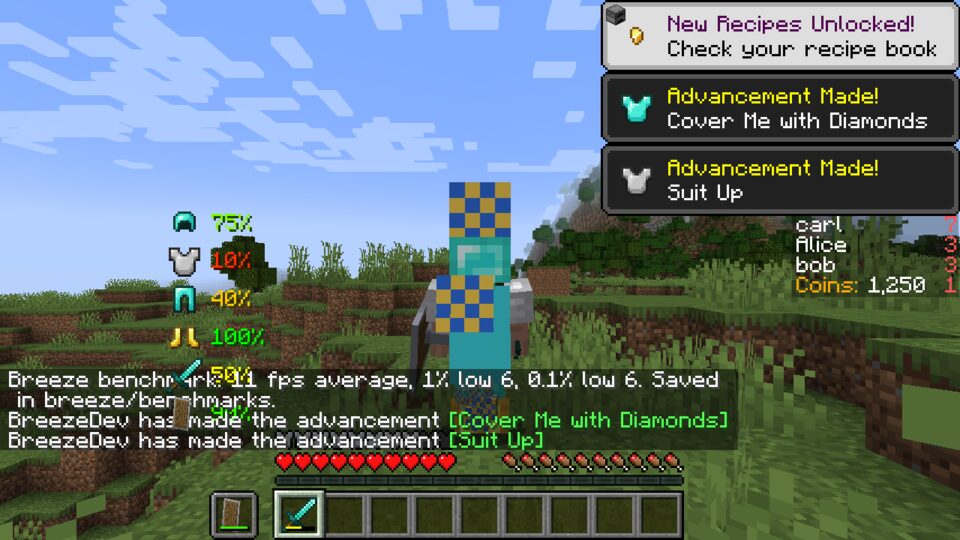 New Recipes Unlocked!
Check your recipe book
Advancement Made!
Cover Me with Diamonds
Advancement Made!
Suit Up
carl 7
Alice 3
bob 3
Coins: 1,250 1
75%
10%
40%
100%
50%
Breeze benchmark: 11 fps average, 1% low 6, 0.1% low 6. Saved
in breeze/benchmarks.
BreezeDev has made the advancement [Cover Me with Diamonds]
BreezeDev has made the advancement [Suit Up]